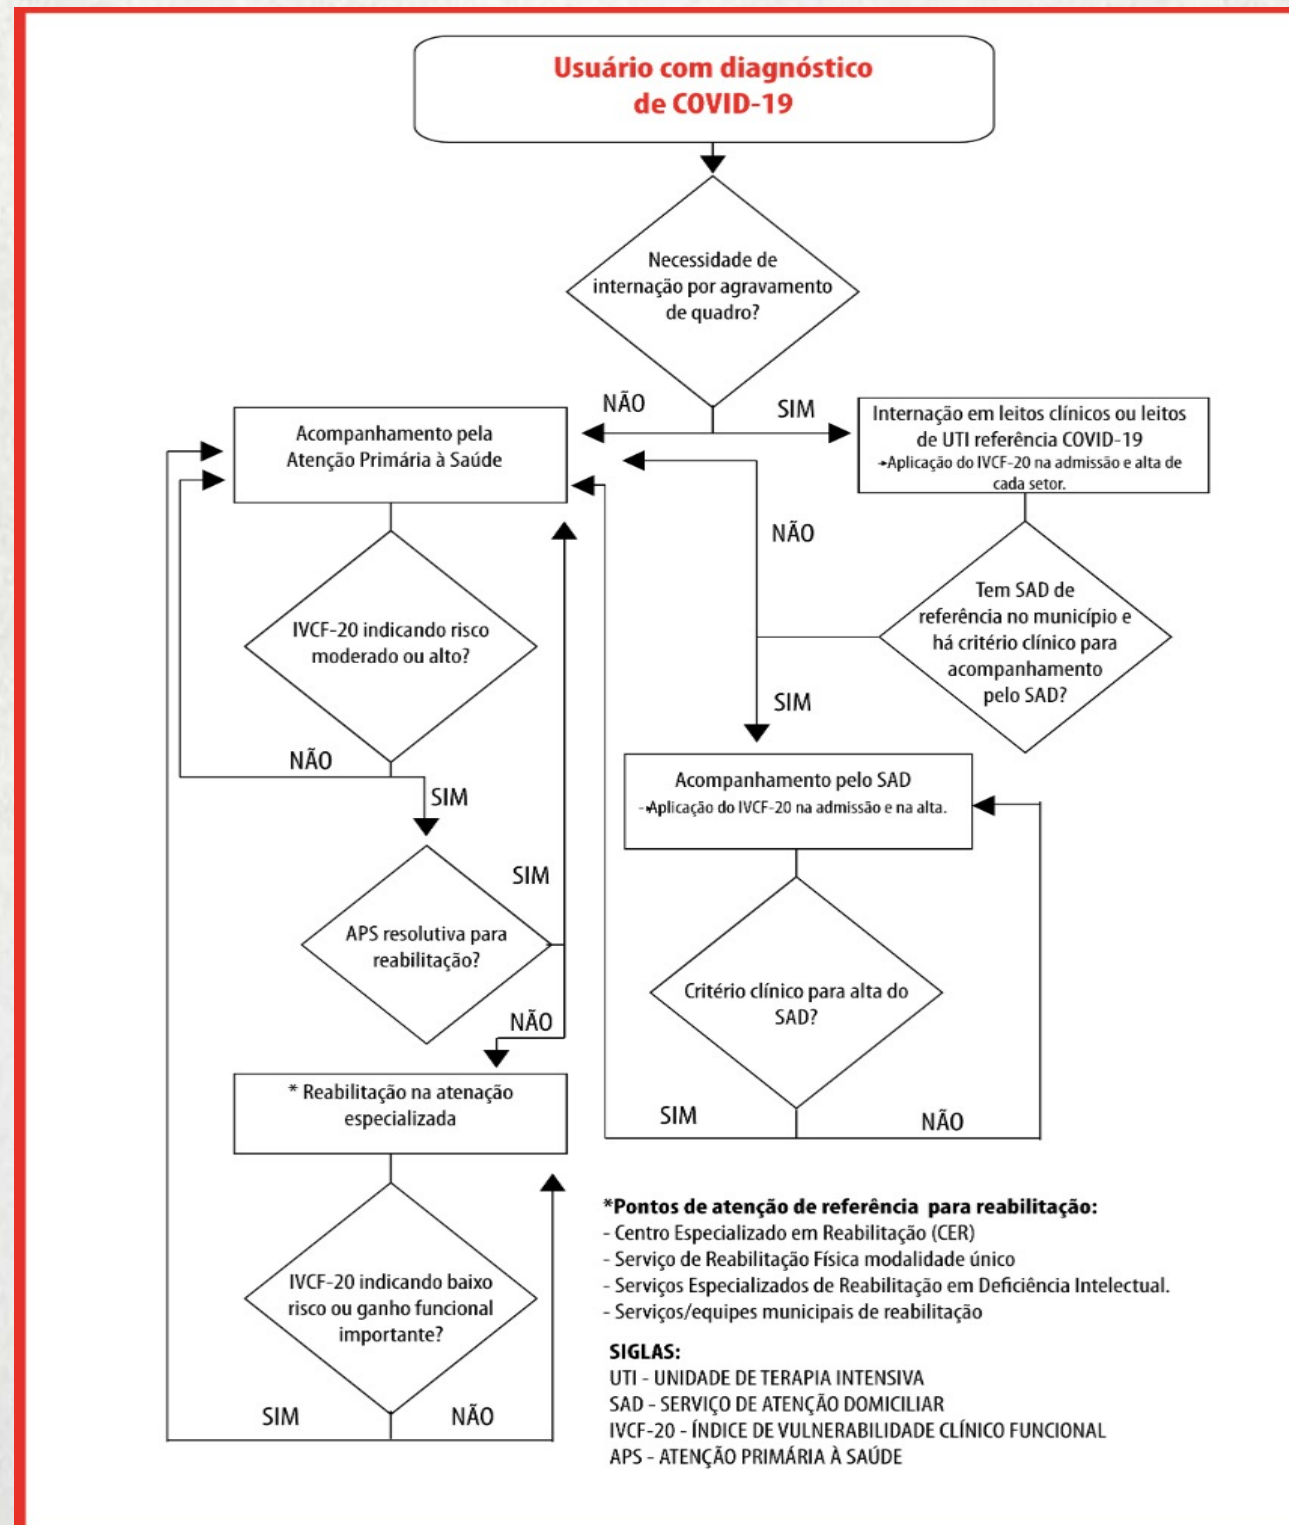 Usuário com diagnóstico
de COVID-19
Necessidade de
internação por agravamento
de quadro?
NÃO
SIM
Acompanhamento pela
Atenção Primária à Saúde
Internação em leitos clínicos ou leitos
de UTI referência COVID-19
→Aplicação do IVCF-20 na admissão e alta de
cada setor.
NÃO
Tem SAD de
referência no município e
há critério clínico para
acompanhamento
pelo SAD?
IVCF-20 indicando risco
moderado ou alto?
SIM
NÃO
SIM
Acompanhamento pelo SAD
→Aplicação do IVCF-20 na admissão e na alta.
SIM
APS resolutiva para
reabilitação?
NÃO
Critério clínico para alta do
SAD?
SIM
NÃO
* Reabilitação na atenação
especializada
IVCF-20 indicando baixo
risco ou ganho funcional
importante?
SIM
NÃO
*Pontos de atenção de referência para reabilitação:
- Centro Especializado em Reabilitação (CER)
- Serviço de Reabilitação Física modalidade único
- Serviços Especializados de Reabilitação em Deficiência Intelectual.
- Serviços/equipes municipais de reabilitação
SIGLAS:
UTI - UNIDADE DE TERAPIA INTENSIVA
SAD - SERVIÇO DE ATENÇÃO DOMICILIAR
IVCF-20 - ÍNDICE DE VULNERABILIDADE CLÍNICO FUNCIONAL
APS - ATENÇÃO PRIMÁRIA À SAÚDE